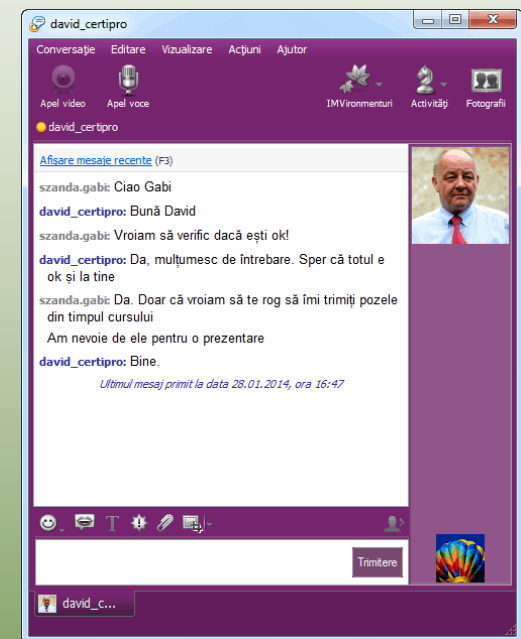 david_certipro
Conversaţie Editare Vizualizare Acţiuni Ajutor
Apel video Apel voce IMVironmenturi Activităţi Fotografii
david_certipro
Afişare mesaje recente (F3)
szanda.gabi: Ciao Gabi
david_certipro: Bună David
szanda.gabi: Vroiam să verific dacă ești ok!
david_certipro: Da, mulțumesc de întrebare. Sper că totul e
ok și la tine
szanda.gabi: Da. Doar că vroiam să te rog să îmi trimiți pozele
din timpul cursului
Am nevoie de ele pentru o prezentare
david_certipro: Bine.
Ultimul mesaj primit la data 28.01.2014, ora 16:47
Trimitere
david_c...